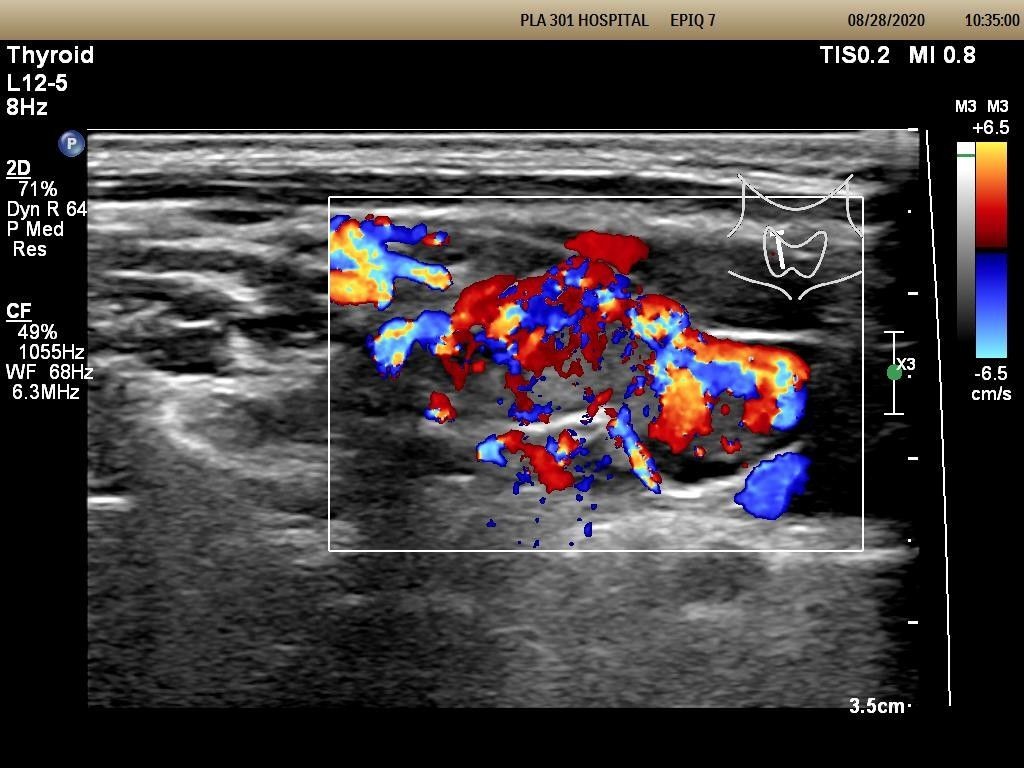 PLA 301 HOSPITAL EPIQ 7 08/28/2020 10:35:00
Thyroid
L12-5
8Hz
TIS0.2 MI 0.8
M3 M3
+6.5
P
2D
71%
Dyn R 64
P Med
Res
CF
49%
1055Hz
WF 68Hz
6.3MHz
X3
-6.5
cm/s
3.5cm